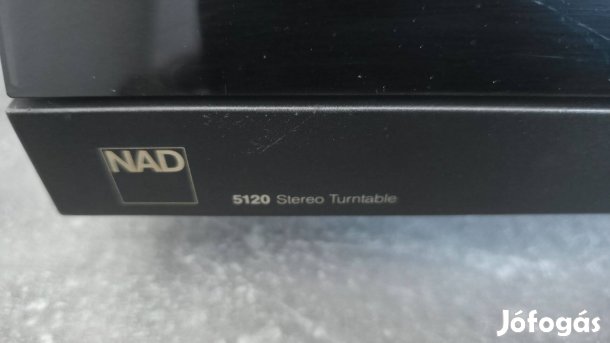 NAD
5120 Stereo Turntable
Jófogás